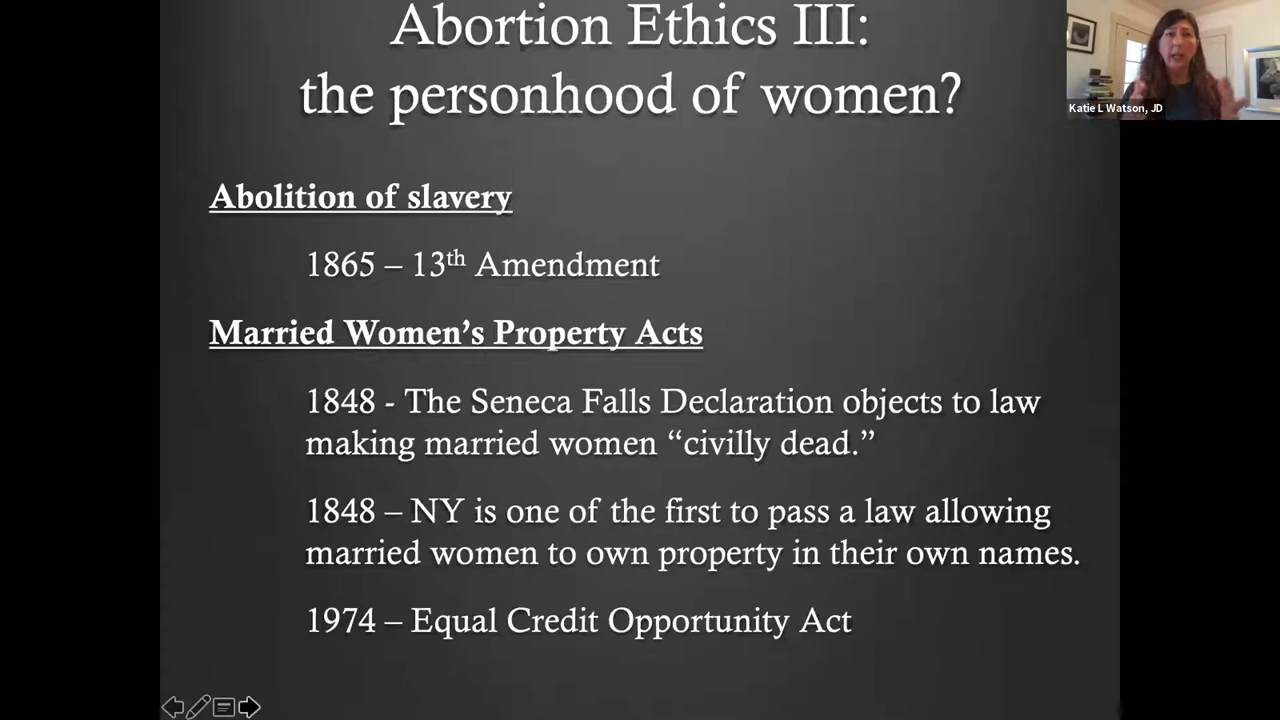 Abortion Ethics III:
the personhood of women?
Katie L Watson, JD
Abolition of slavery
1865 – 13th Amendment
Married Women’s Property Acts
1848 - The Seneca Falls Declaration objects to law
making married women “civilly dead.”
1848 – NY is one of the first to pass a law allowing
married women to own property in their own names.
1974 – Equal Credit Opportunity Act